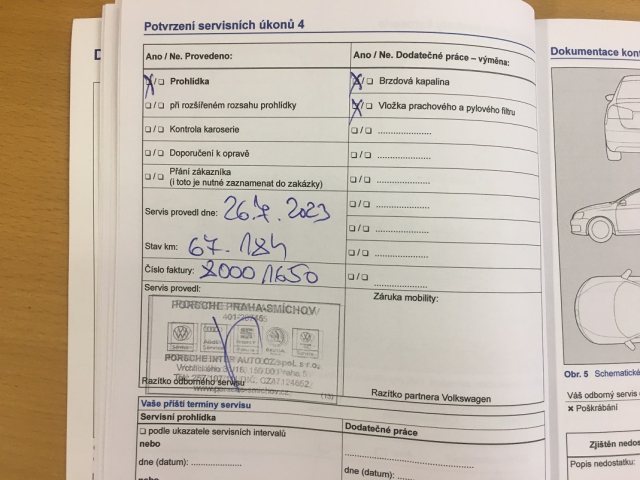 Potvrzení servisních úkonů 4
Ano / Ne. Provedeno:
X/❏ Prohlídka
❏/❏ při rozšířeném rozsahu prohlídky
❏/❏ Kontrola karoserie
❏/❏ Doporučení k opravě
❏/❏ Přání zákazníka
(i toto je nutné zaznamenat do zakázky)
Servis provedl dne: 26.7.2023
Stav km: 67-184
Číslo faktury: 20001650
Servis provedl:
PORSCHE PRAHA-SMÍCHOV
PORSCHE INTER AUTO CZ spol. s r.o.
Razítko odborného servisu
Ano / Ne. Dodatečné práce – výměna:
X/❏ Brzdová kapalina
X/❏ Vložka prachového a pylového filtru
❏/❏ ....................
❏/❏ ....................
❏/❏ ....................
❏/❏ ....................
❏/❏ ....................
❏/❏ ....................
❏/❏ ....................
Záruka mobility:
Razítko partnera Volkswagen
Vaše příští termíny servisu
Servisní prohlídka
❏ podle ukazatele servisních intervalů
nebo
dne (datum): ....................
nebo
Dodatečné práce
....................
dne (datum): ....................
Dokumentace kont
Obr. 5 Schematické
Váš odborný servis
✖ Poškrábání
Zjištěn nedos
Popis nedostatku: